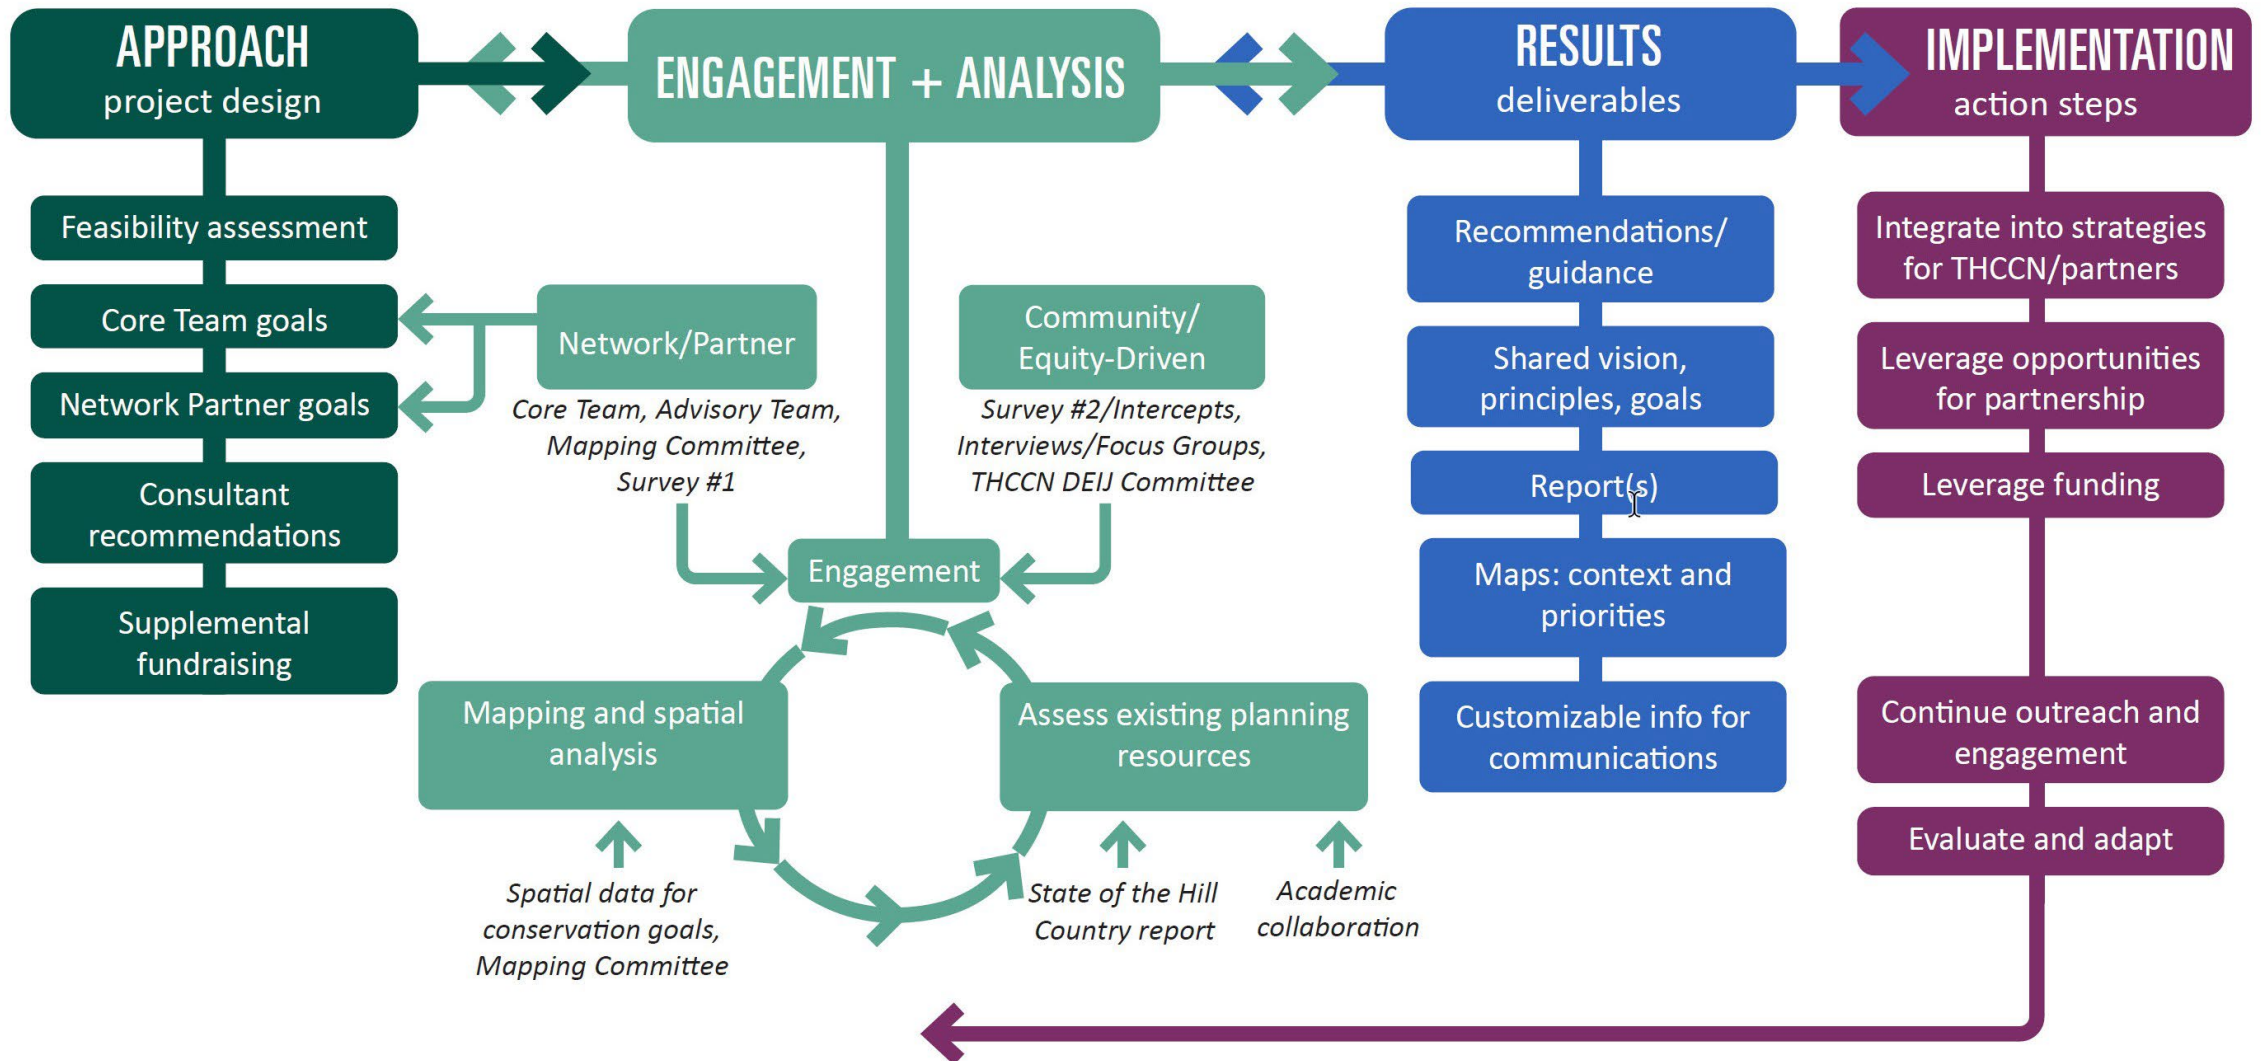 APPROACH
project design
Feasibility assessment
Core Team goals
Network Partner goals
Consultant
recommendations
Supplemental
fundraising
ENGAGEMENT + ANALYSIS
Network/Partner
Core Team, Advisory Team,
Mapping Committee,
Survey #1
Community/
Equity-Driven
Survey #2/Intercepts,
Interviews/Focus Groups,
THCCN DEIJ Committee
Engagement
Mapping and spatial
analysis
Spatial data for
conservation goals,
Mapping Committee
Assess existing planning
resources
State of the Hill
Country report
Academic
collaboration
RESULTS
deliverables
Recommendations/
guidance
Shared vision,
principles, goals
Report(s)
Maps: context and
priorities
Customizable info for
communications
IMPLEMENTATION
action steps
Integrate into strategies
for THCCN/partners
Leverage opportunities
for partnership
Leverage funding
Continue outreach and
engagement
Evaluate and adapt